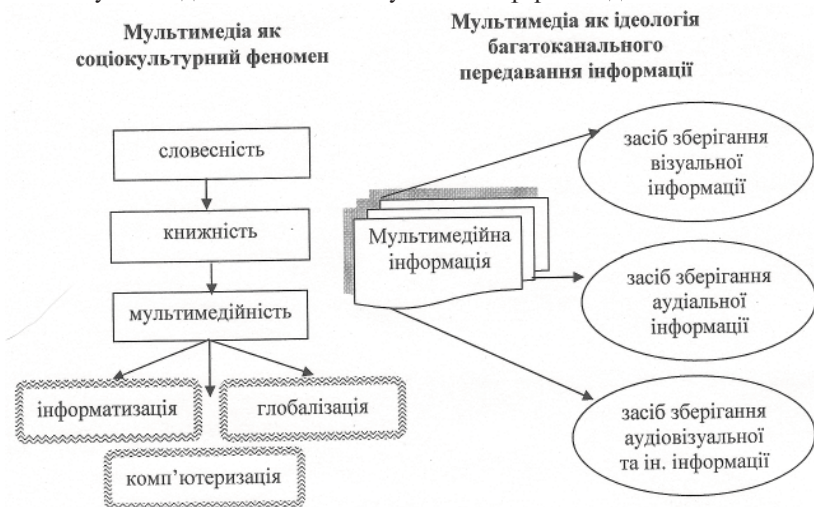 Мультимедіа як
соціокультурний феномен
словесність
книжність
мультимедійність
інформатизація
глобалізація
комп’ютеризація
Мультимедіа як ідеологія
багатоканального
передавання інформації
Мультимедійна
інформація
засіб зберігання
візуальної
інформації
засіб зберігання
аудіальної
інформації
засіб зберігання
аудіовізуальної
та ін. інформації